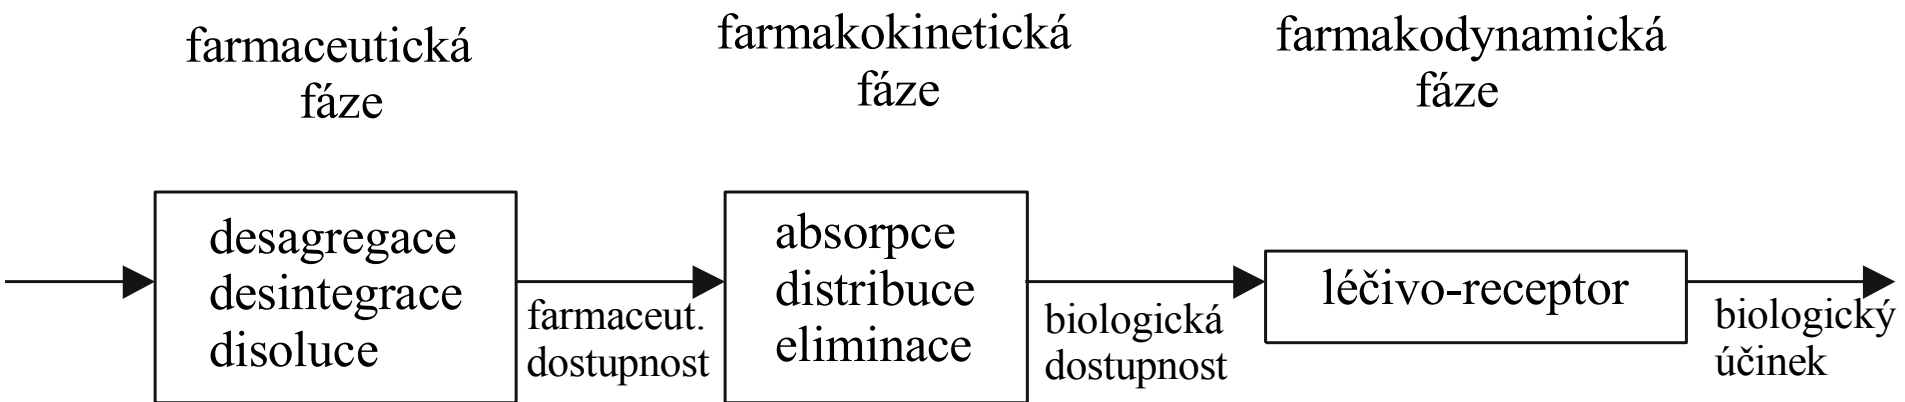 farmaceutická
fáze
farmakokinetická
fáze
farmakodynamická
fáze
desagregace
desintegrace
disoluce
farmaceut.
dostupnost
absorpce
distribuce
eliminace
biologická
dostupnost
léčivo-receptor
biologický
účinek